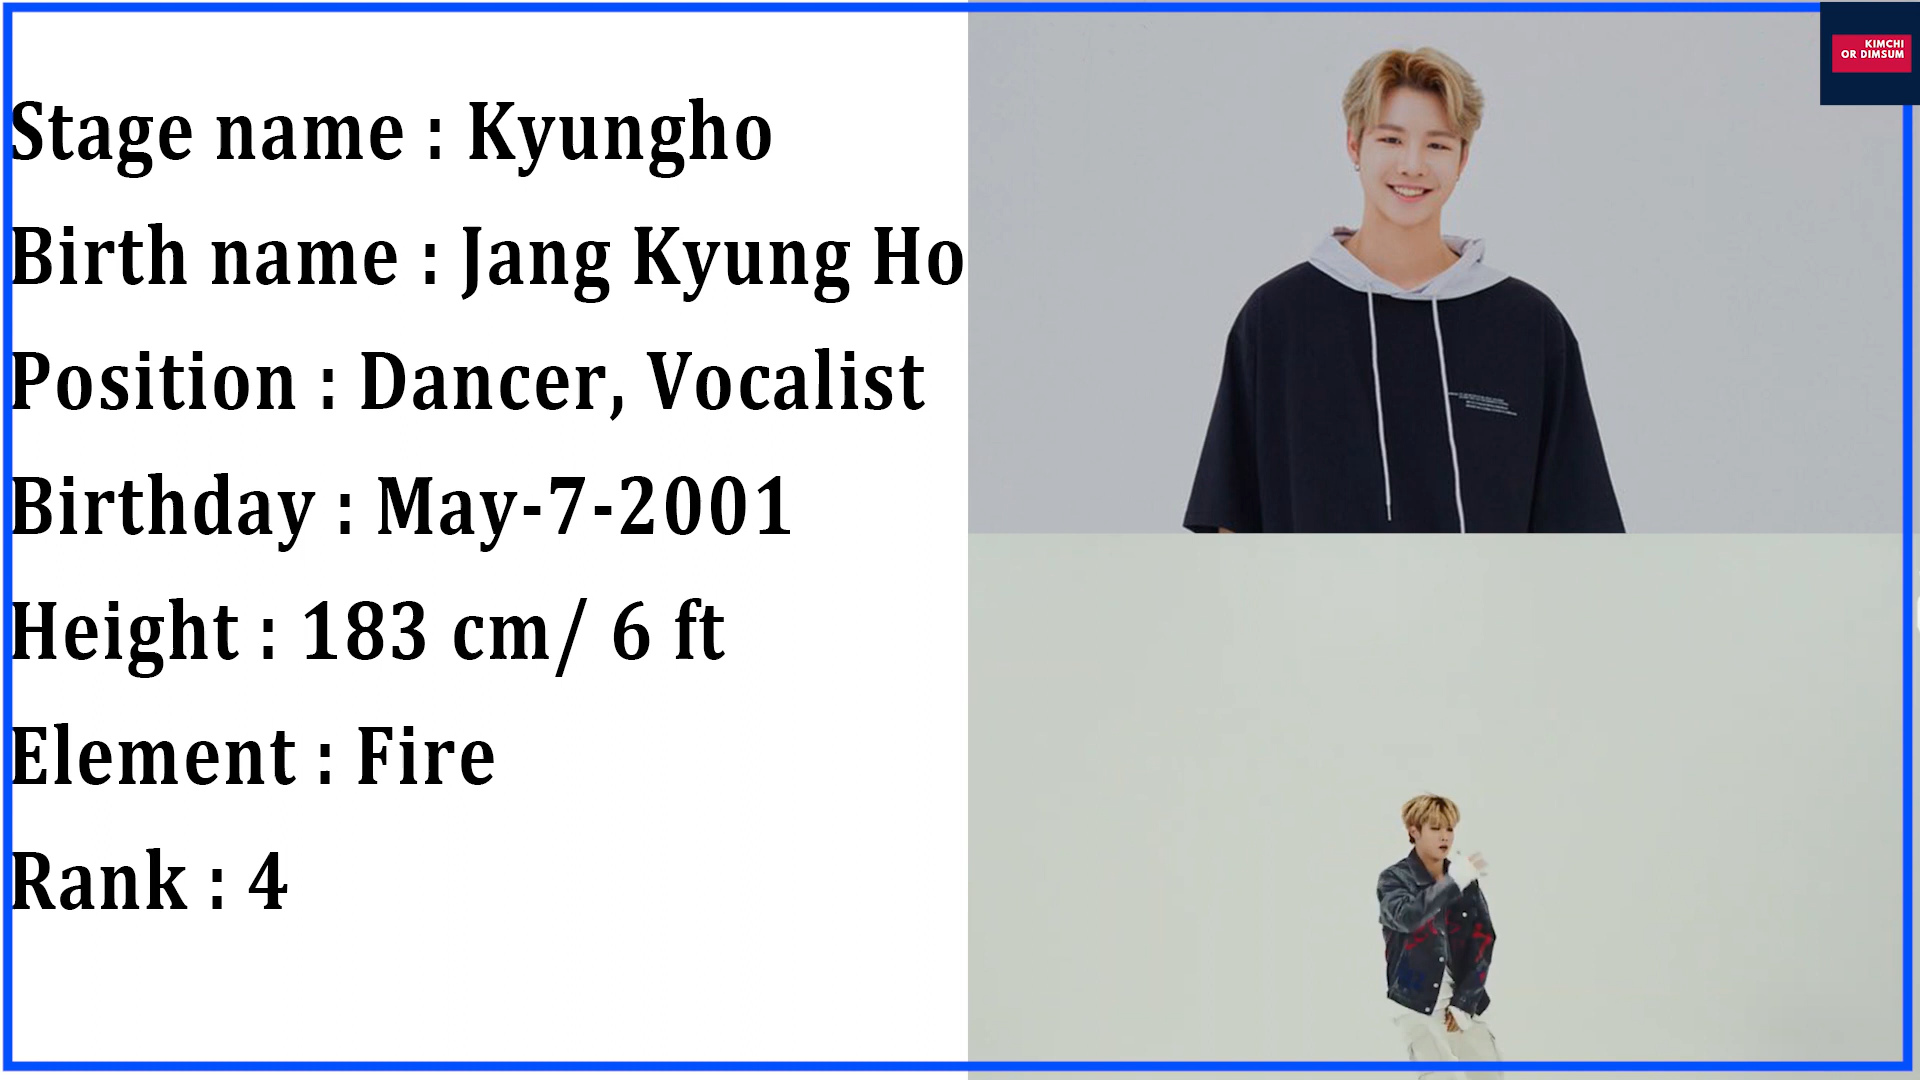 Stage name : Kyungho
Birth name : Jang Kyung Ho
Position : Dancer, Vocalist
Birthday : May-7-2001
Height : 183 cm/ 6 ft
Element : Fire
Rank : 4
KIMCHI
OR DIMSUM